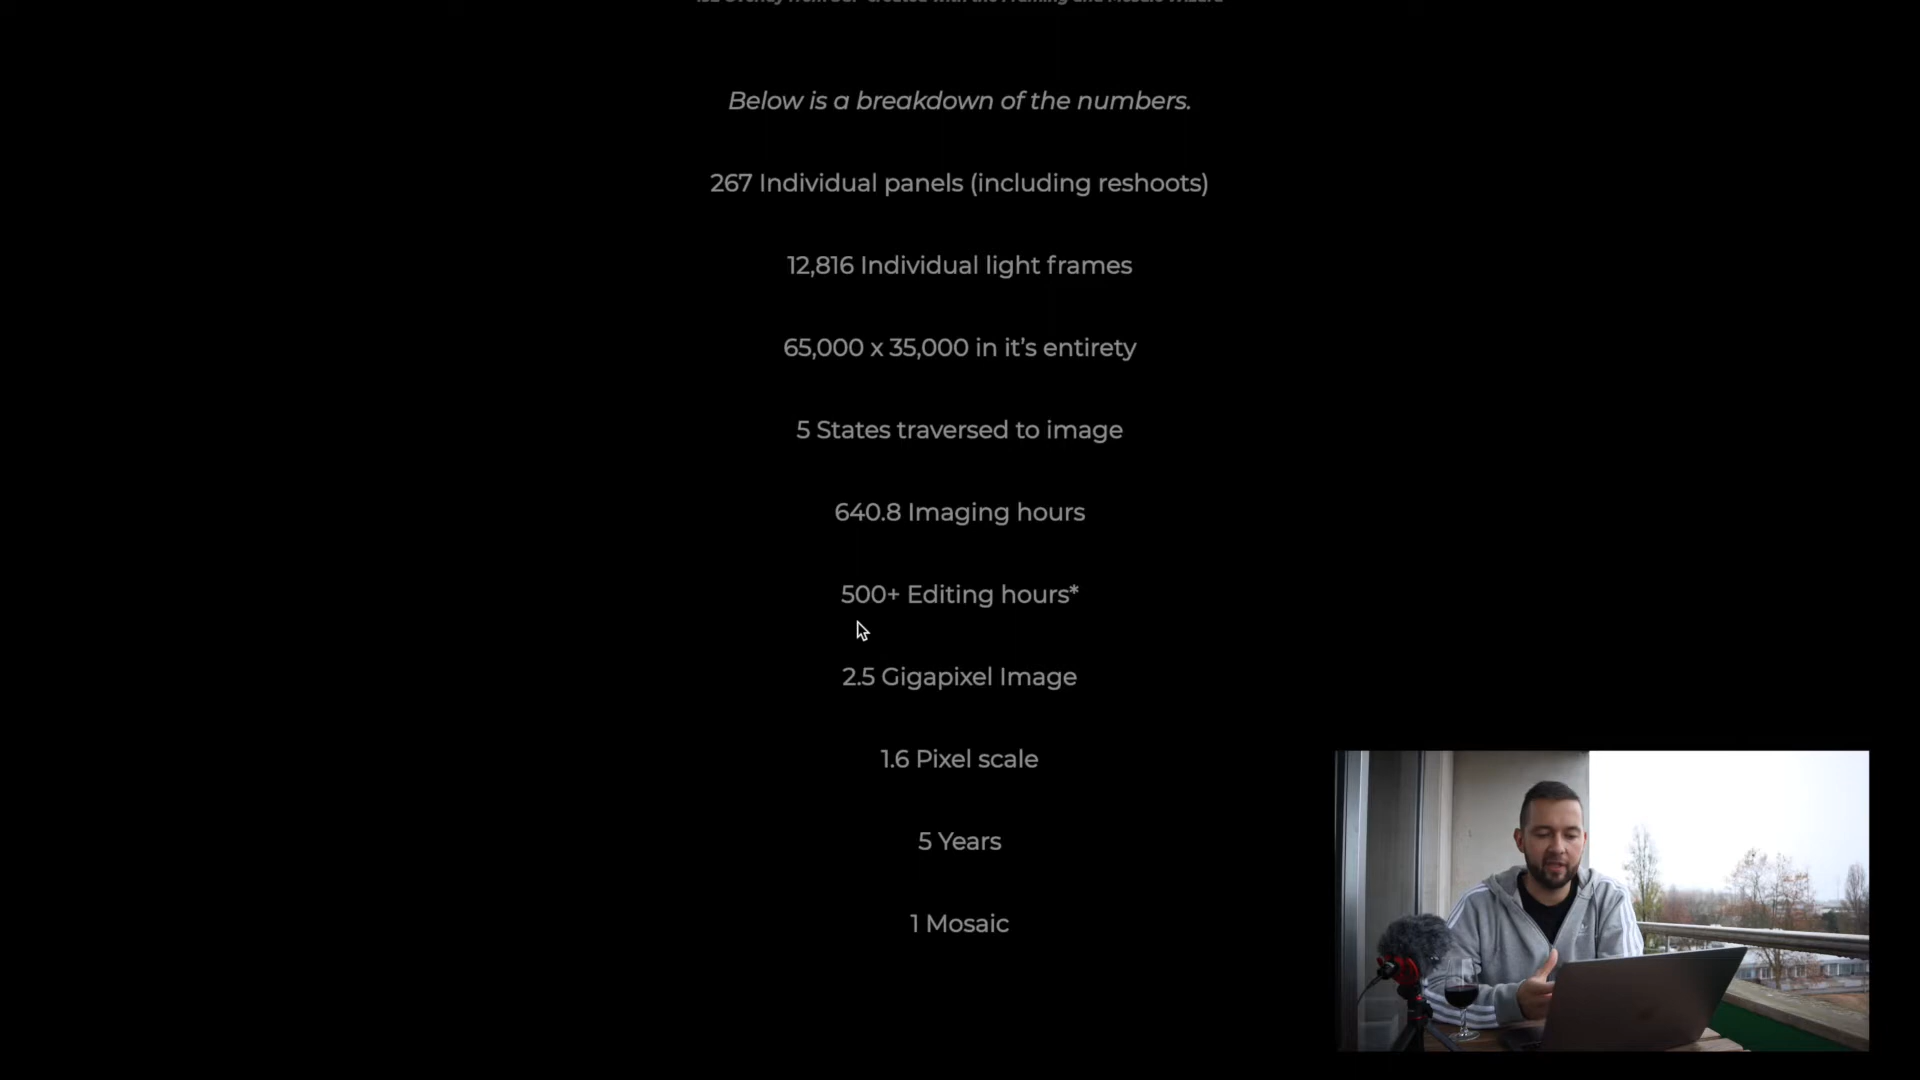 Below is a breakdown of the numbers.
267 Individual panels (including reshoots)
12,816 Individual light frames
65,000 x 35,000 in it's entirety
5 States traversed to image
640.8 Imaging hours
500+ Editing hours*
2.5 Gigapixel Image
1.6 Pixel scale
5 Years
1 Mosaic